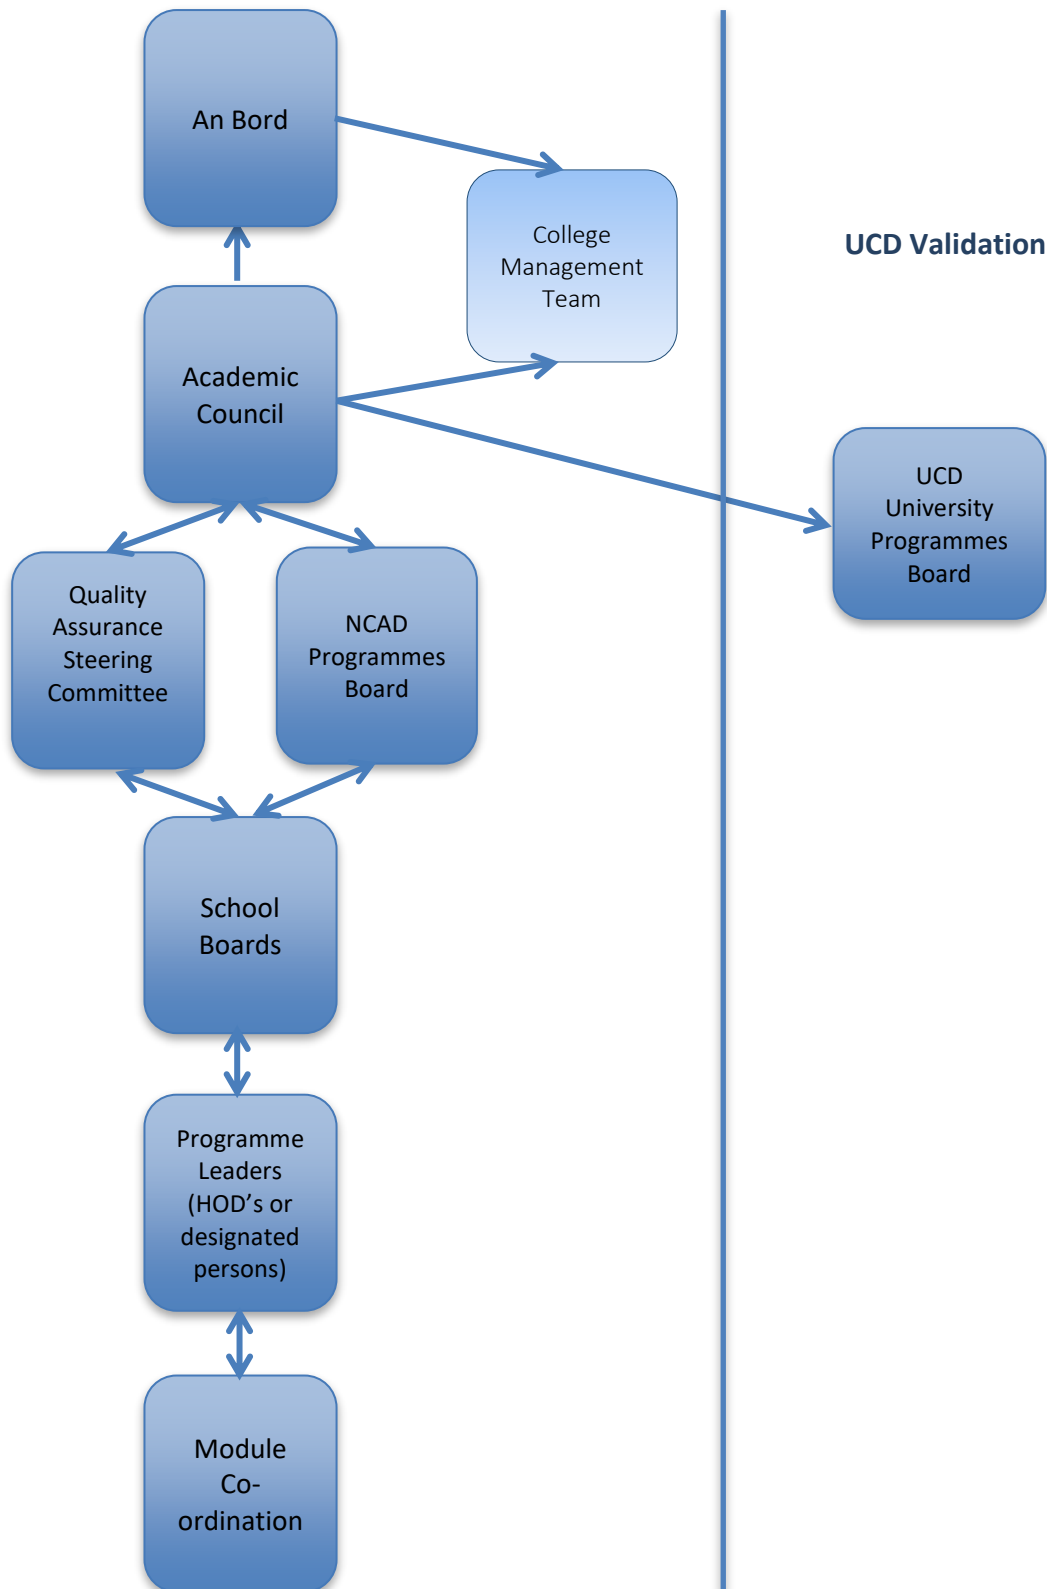 An Bord
College
Management
Team
UCD Validation
Academic
Council
UCD
University
Programmes
Board
Quality
Assurance
Steering
Committee
NCAD
Programmes
Board
School
Boards
Programme
Leaders
(HOD’s or
designated
persons)
Module
Co-
ordination